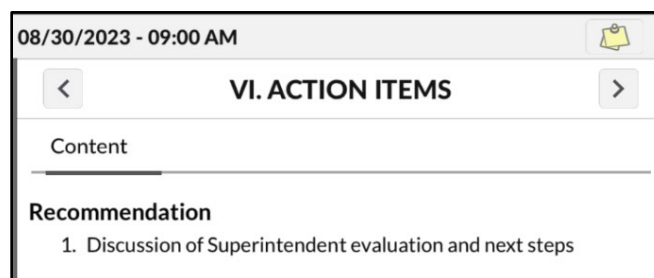 08/30/2023 - 09:00 AM
VI. ACTION ITEMS
Content
Recommendation
1. Discussion of Superintendent evaluation and next steps